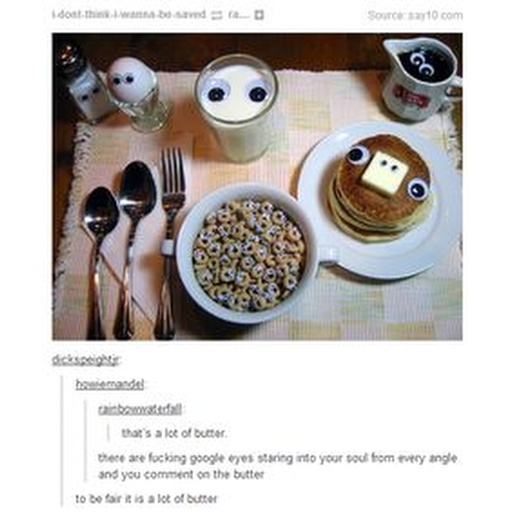 i-dont-think-i-wanna-be-saved ra...
Source: say10.com
dickspeightjr:
howiemandel:
rainbowwaterfall:
that's a lot of butter.
there are fucking google eyes staring into your soul from every angle
and you comment on the butter
to be fair it is a lot of butter